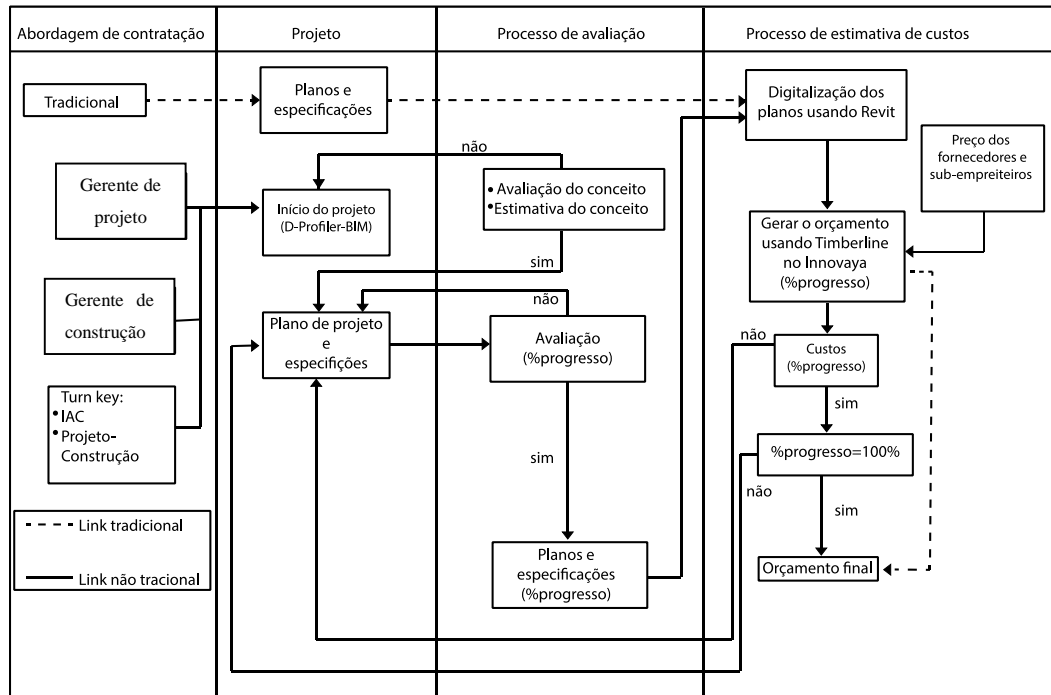 Abordagem de contratação
Projeto
Processo de avaliação
Processo de estimativa de custos
Tradicional
Planos e
especificações
Digitalização dos
planos usando Revit
Preço dos
fornecedores e
sub-empreiteiros
não
Gerente de
projeto
Início do projeto
(D-Profiler-BIM)
• Avaliação do conceito
• Estimativa do conceito
Gerar o orçamento
usando Timberline
no Innovaya
(%progresso)
sim
Gerente de
construção
não
Plano de projeto
e
especifições
Avaliação
(%progresso)
não
Custos
(%progresso)
sim
Turn key:
• IAC
• Projeto-
Construção
sim
%progresso=100%
não
sim
Link tradicional
Link não tracional
Planos e
especificações
(%progresso)
Orçamento final